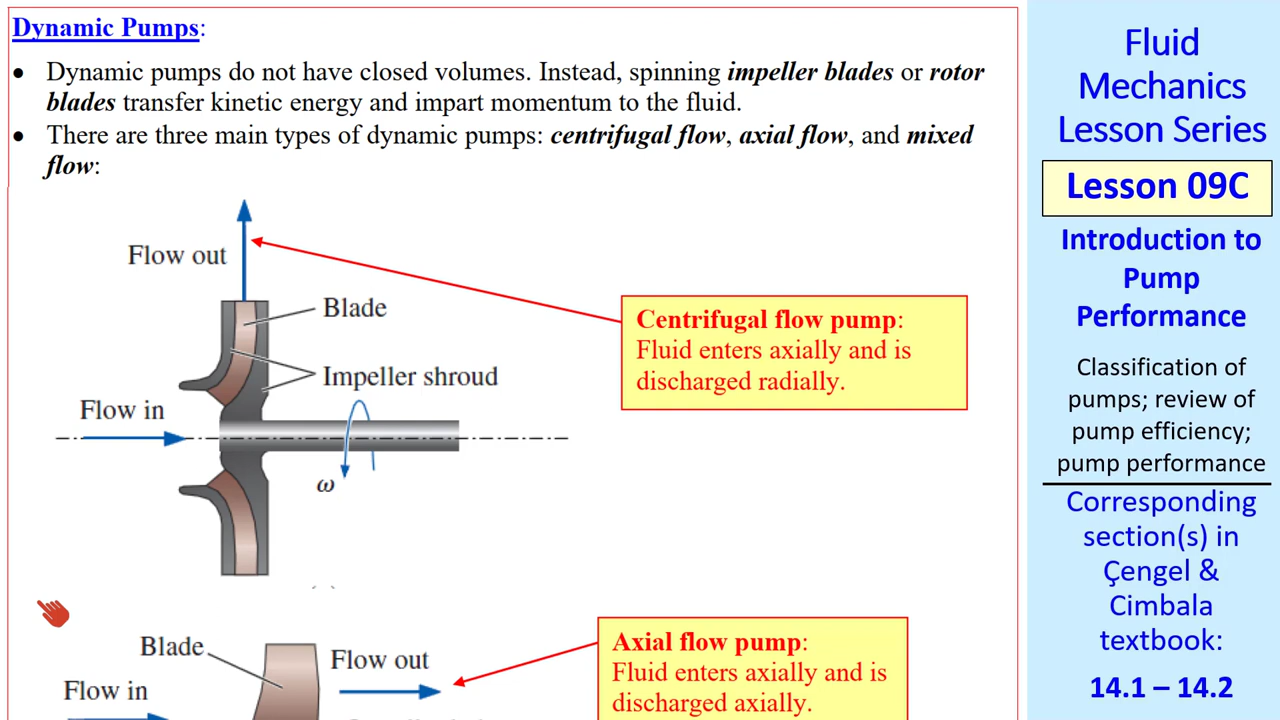 Dynamic Pumps:
• Dynamic pumps do not have closed volumes. Instead, spinning impeller blades or rotor
blades transfer kinetic energy and impart momentum to the fluid.
• There are three main types of dynamic pumps: centrifugal flow, axial flow, and mixed
flow:
Flow out
Blade
Impeller shroud
Flow in
ω
Centrifugal flow pump:
Fluid enters axially and is
discharged radially.
Blade
Flow out
Flow in
Axial flow pump:
Fluid enters axially and is
discharged axially.
Fluid
Mechanics
Lesson Series
Lesson 09C
Introduction to
Pump
Performance
Classification of
pumps; review of
pump efficiency;
pump performance
Corresponding
section(s) in
Çengel &
Cimbala
textbook:
14.1 – 14.2